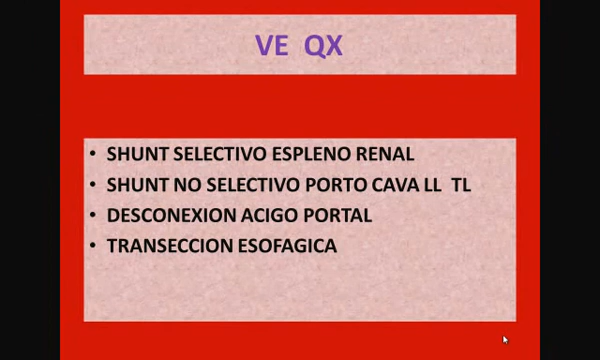 VE QX
• SHUNT SELECTIVO ESPLENO RENAL
• SHUNT NO SELECTIVO PORTO CAVA LL TL
• DESCONEXION ACIGO PORTAL
• TRANSECCION ESOFAGICA